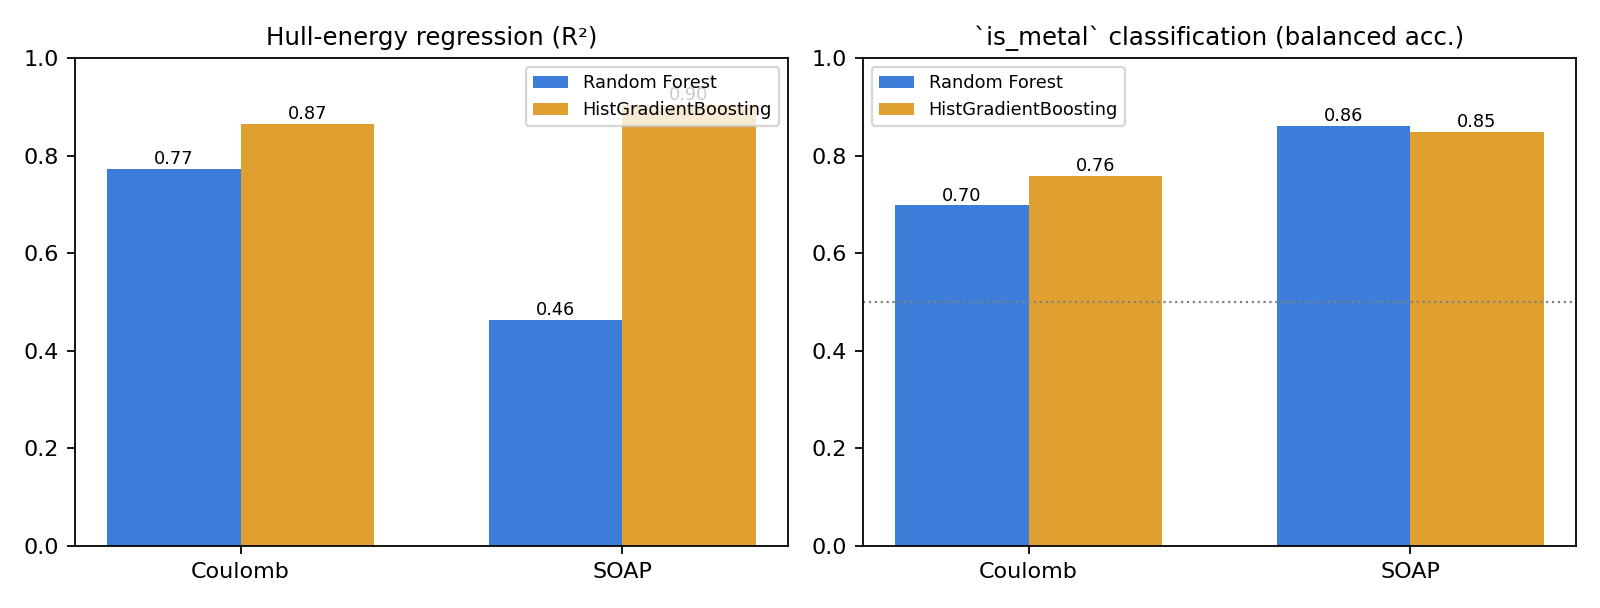 Hull-energy regression (R²)
1.0
0.8
0.6
0.4
0.2
0.0
Random Forest
HistGradientBoosting
0.77
0.87
0.46
0.90
Coulomb
SOAP
`is_metal` classification (balanced acc.)
1.0
0.8
0.6
0.4
0.2
0.0
Random Forest
HistGradientBoosting
0.70
0.76
0.86
0.85
Coulomb
SOAP